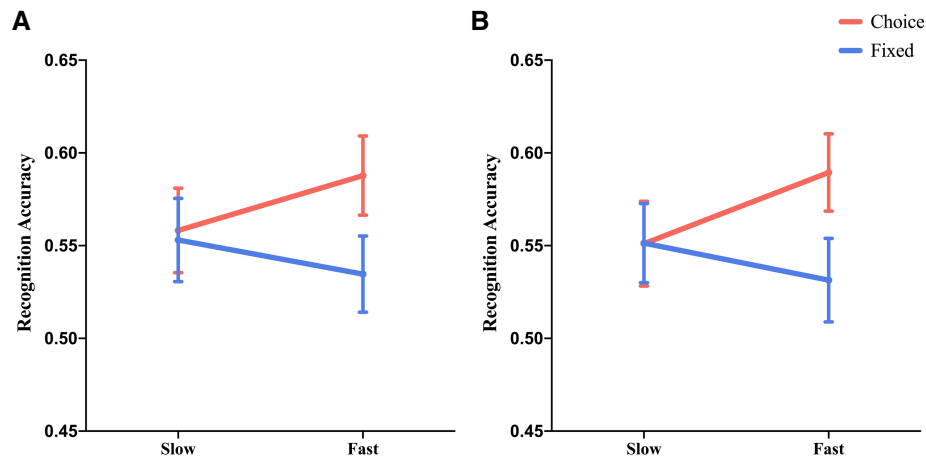 A
0.65
0.60
0.55
0.50
0.45
Recognition Accuracy
Slow Fast
B
Choice
Fixed
0.65
0.60
0.55
0.50
0.45
Recognition Accuracy
Slow Fast